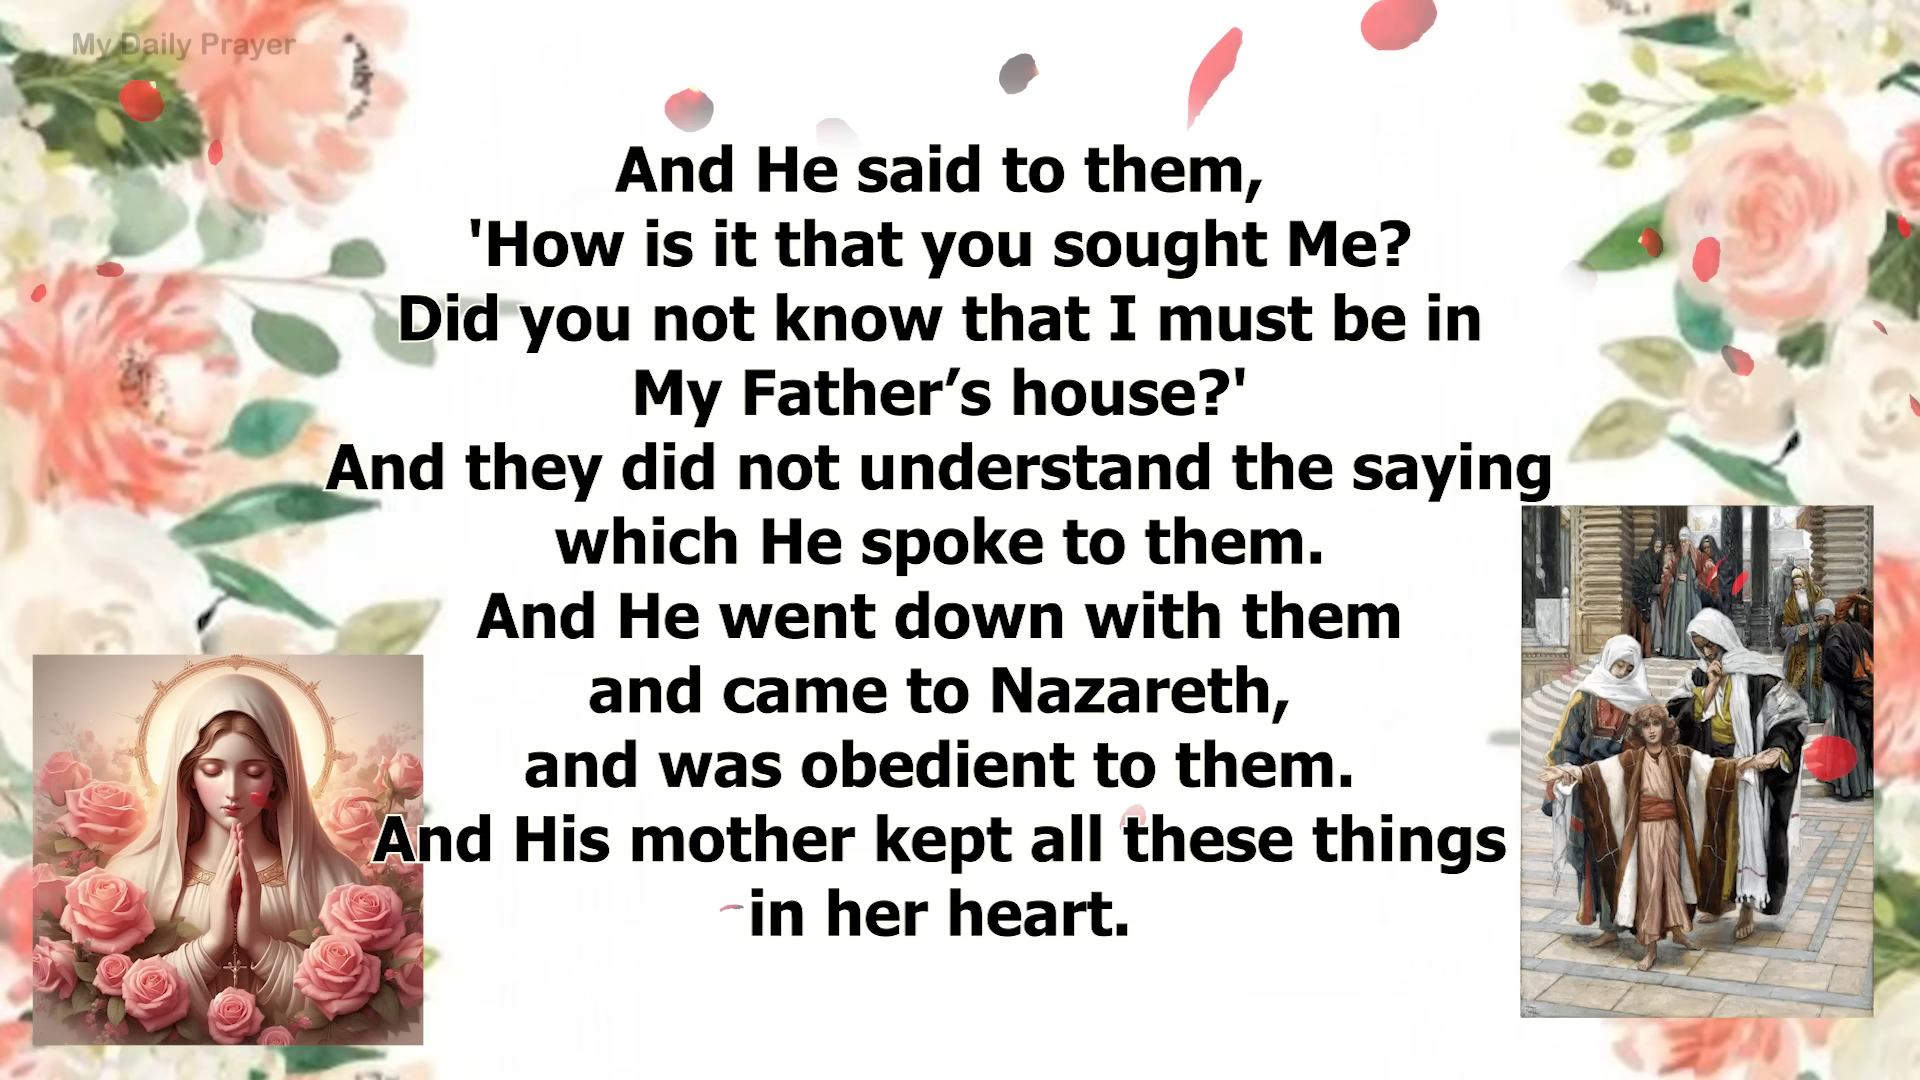 My Daily Prayer
And He said to them,
'How is it that you sought Me?
Did you not know that I must be in
My Father’s house?'
And they did not understand the saying
which He spoke to them.
And He went down with them
and came to Nazareth,
and was obedient to them.
And His mother kept all these things
in her heart.